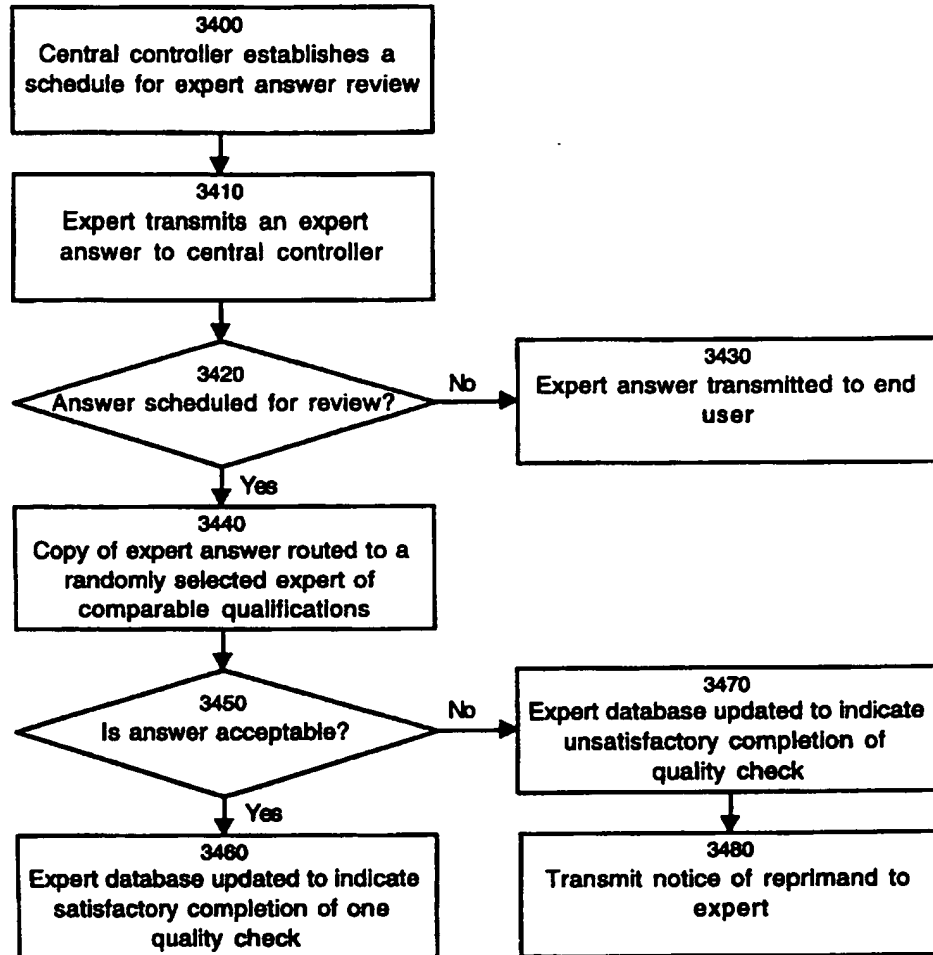 3400
Central controller establishes a
schedule for expert answer review
3410
Expert transmits an expert
answer to central controller
3420
Answer scheduled for review?
No
3430
Expert answer transmitted to end
user
Yes
3440
Copy of expert answer routed to a
randomly selected expert of
comparable qualifications
3450
Is answer acceptable?
No
3470
Expert database updated to indicate
unsatisfactory completion of
quality check
Yes
3460
Expert database updated to indicate
satisfactory completion of one
quality check
3480
Transmit notice of reprimand to
expert